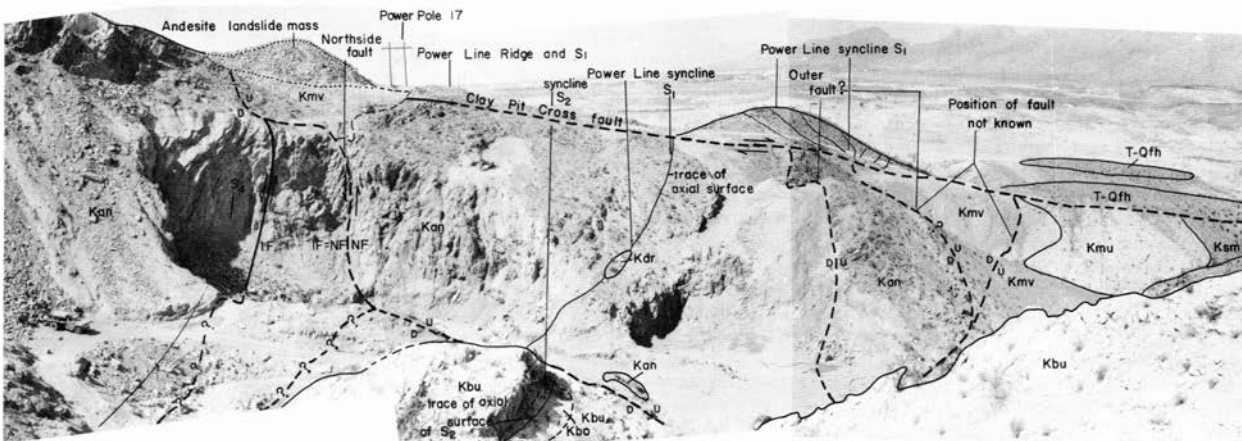 Andesite landslide mass
Power Pole 17
Northside
fault
Power Line Ridge and S1
Power Line syncline
S1
syncline
S2
Clay Pit Cross fault
Power Line syncline S1
Outer
fault?
Position of fault
not known
T-Qfh
T-Qfh
Kmv
U
D
Kan
S4
IF
IF=NF
NF
Kan
trace of
axial surface
Kdr
Kmv
Kmu
Ksm
D U
Kan
?
D U
D U
Kmv
?
?
?
?
?
U
D
Kan
Kbu
trace of axial
surface
of S2
Kbu
Kbo
D U
Kbu